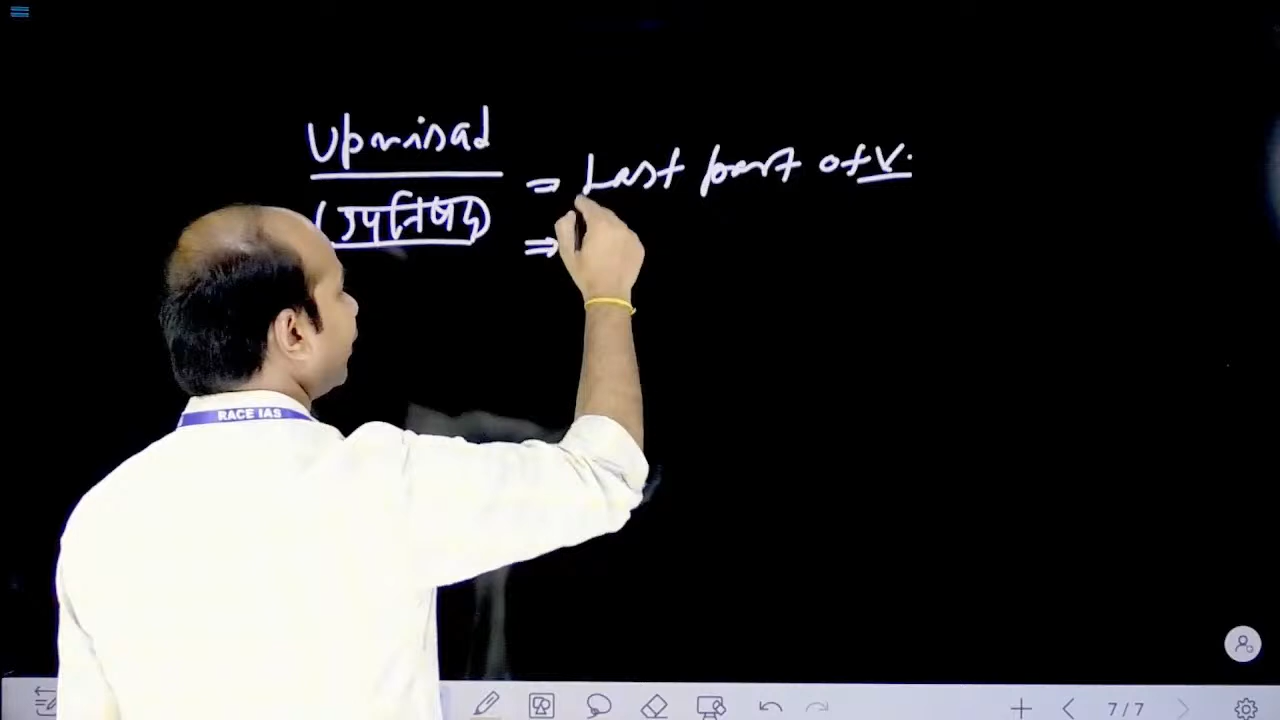 Upnisad
= Last part of V.
(उपनिषद)
⇒
RACE IAS
7/7